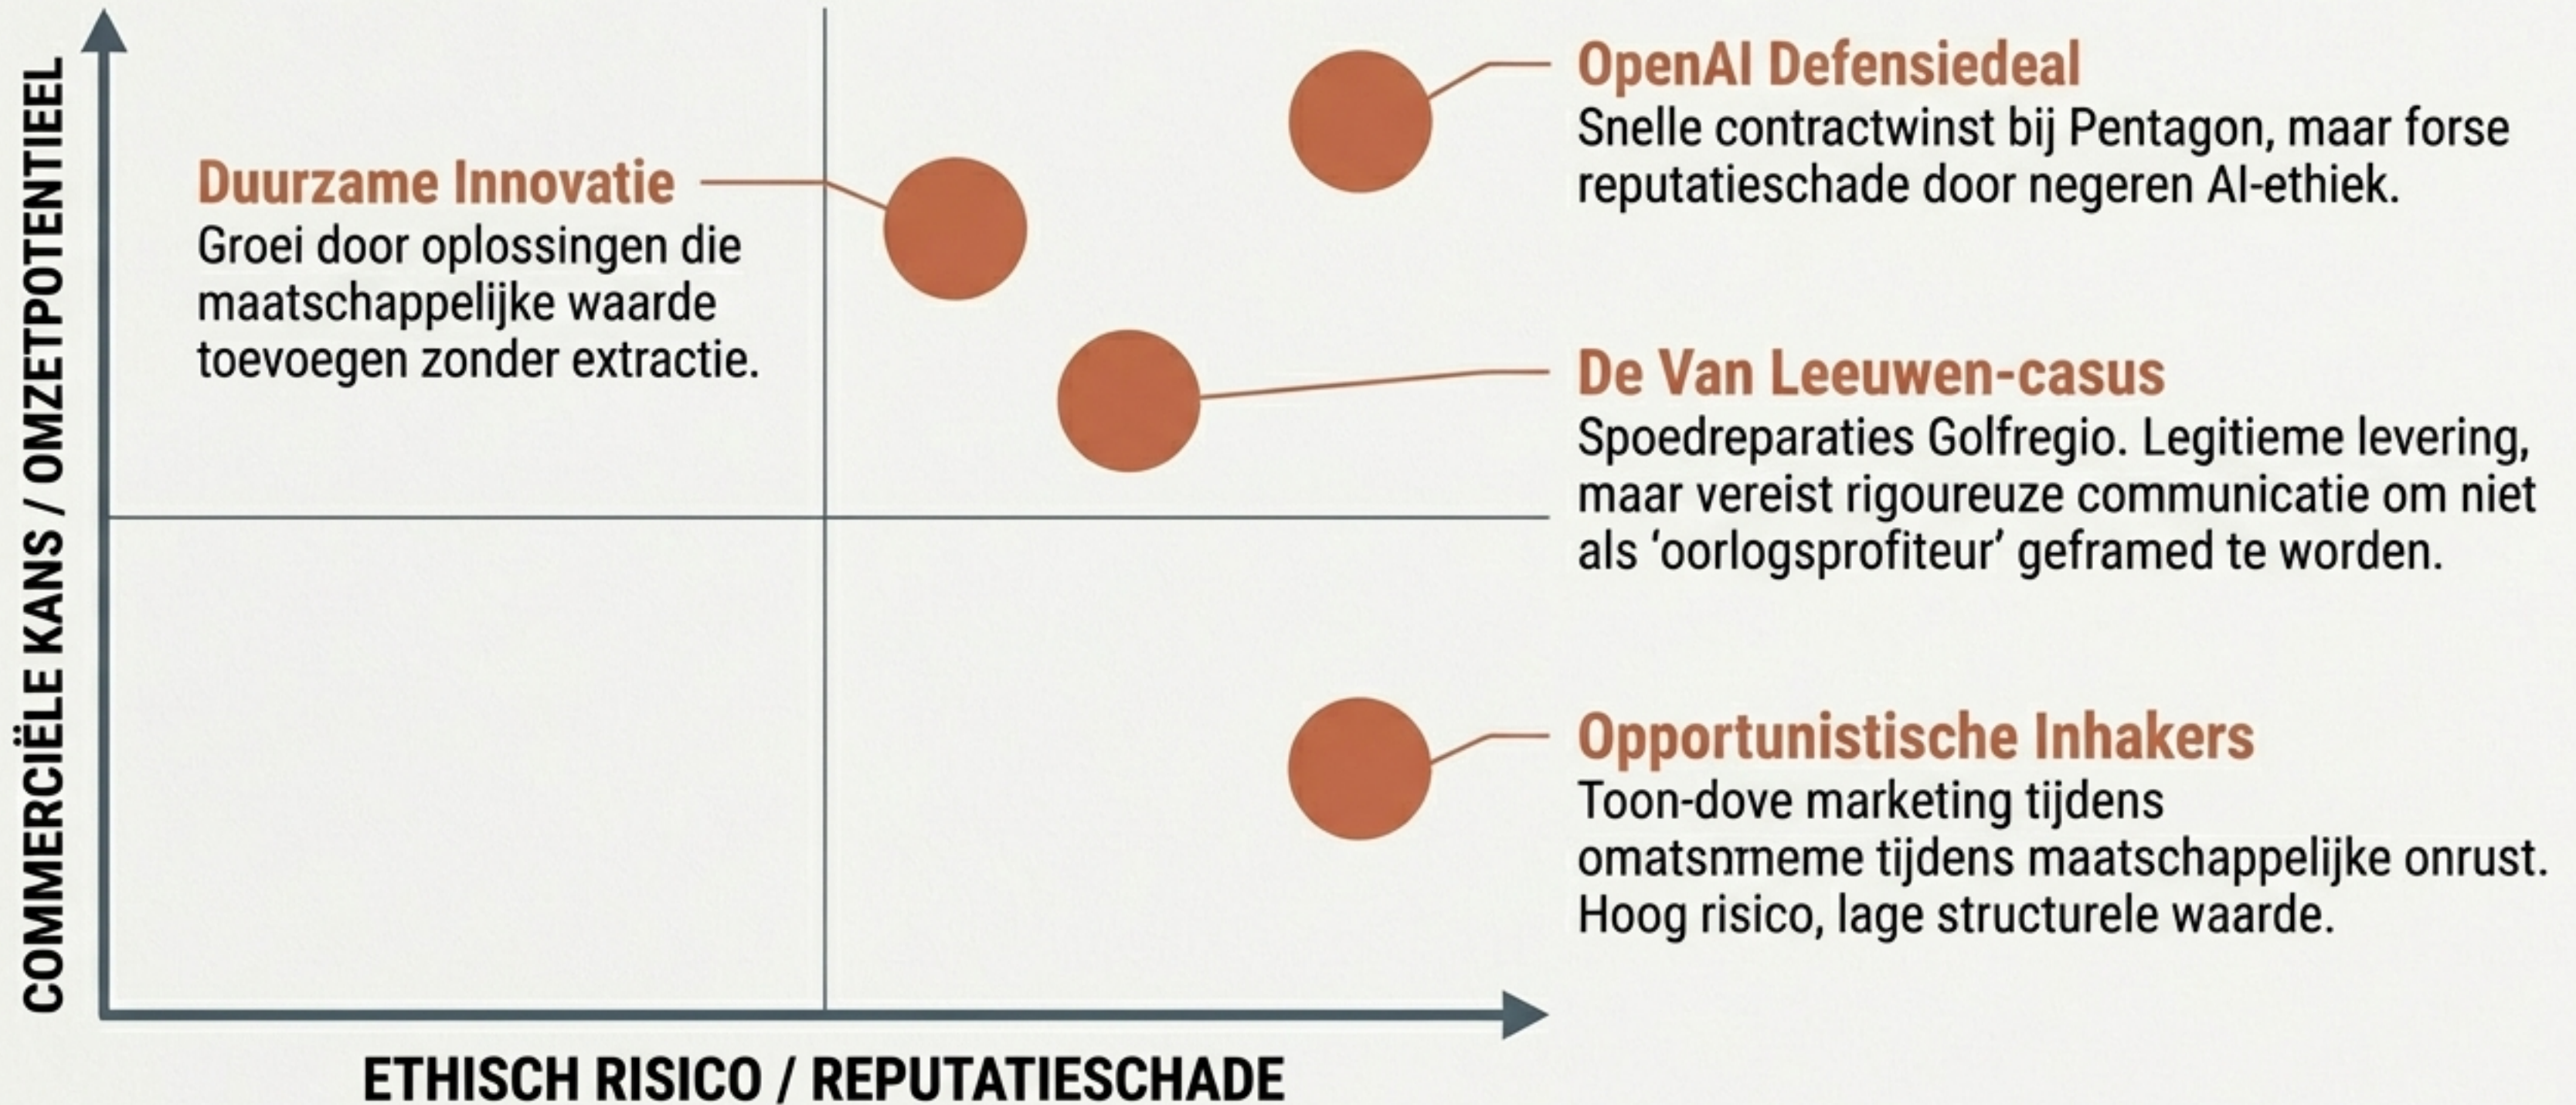 COMMERCIËLE KANS / OMZETPOTENTIEEL
Duurzame Innovatie
Groei door oplossingen die
maatschappelijke waarde
toevoegen zonder extractie.
OpenAI Defensiedeal
Snelle contractwinst bij Pentagon, maar forse
reputatieschade door negeren AI-ethiek.
De Van Leeuwen-casus
Spoedreparaties Golfregio. Legitieme levering,
maar vereist rigoureuze communicatie om niet
als ‘oorlogsprofiteur’ geframed te worden.
Opportunistische Inhakers
Toon-dove marketing tijdens
tijdens maatschappelijke onrust.
Hoog risico, lage structurele waarde.
ETHISCH RISICO / REPUTATIESCHADE